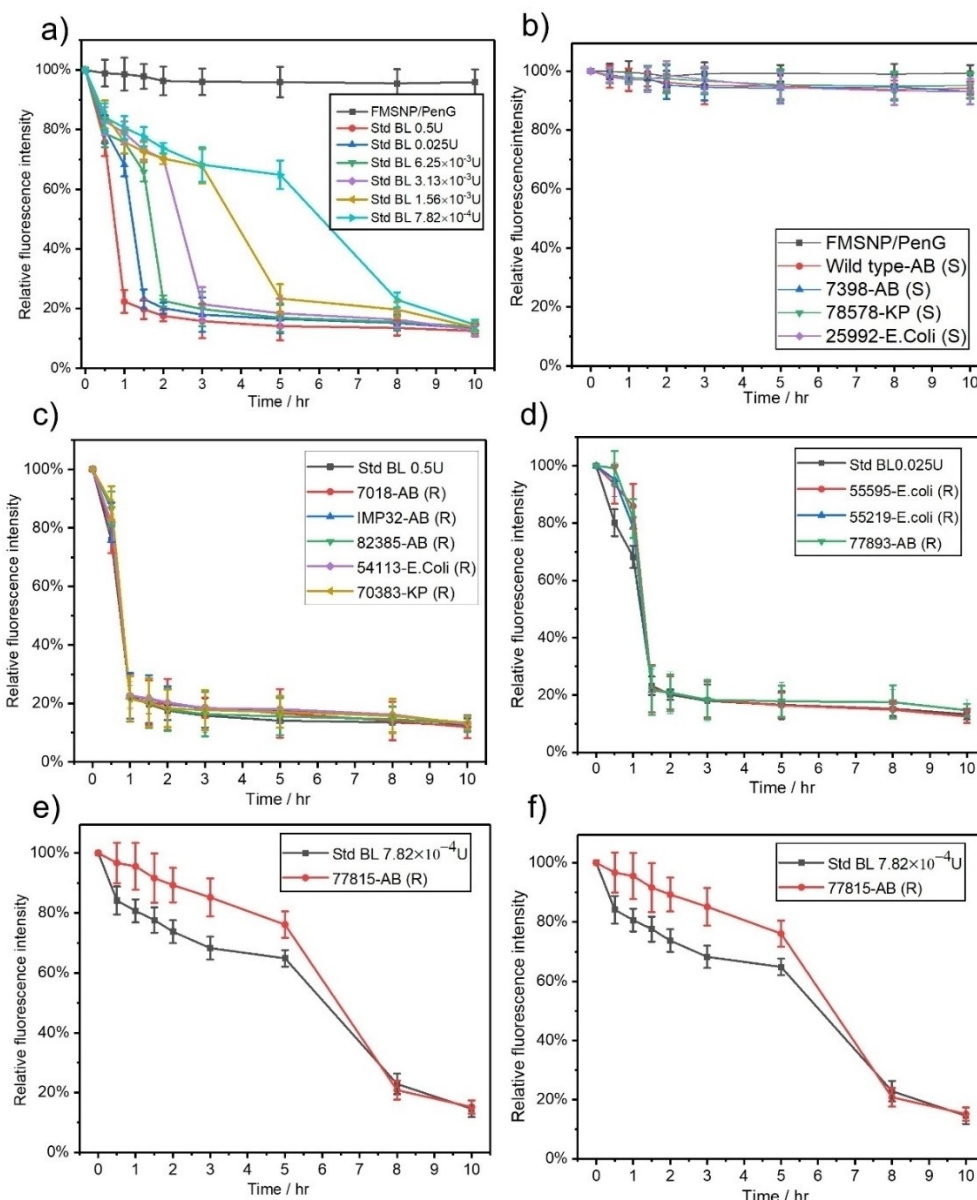 a)
Relative fluorescence intensity
100%
80%
60%
40%
20%
0%
FMSNP/PenG
Std BL 0.5U
Std BL 0.025U
Std BL 6.25×10⁻³U
Std BL 3.13×10⁻³U
Std BL 1.56×10⁻³U
Std BL 7.82×10⁻⁴U
0 1 2 3 4 5 6 7 8 9 10
Time / hr
b)
Relative fluorescenceintensity
100%
80%
60%
40%
20%
0%
FMSNP/PenG
Wild type-AB (S)
7398-AB (S)
78578-KP (S)
25992-E.Coli (S)
0 1 2 3 4 5 6 7 8 9 10
Time / hr
c)
Relative fluorescence intensity
100%
80%
60%
40%
20%
0%
Std BL 0.5U
7018-AB (R)
IMP32-AB (R)
82385-AB (R)
54113-E.Coli (R)
70383-KP (R)
0 1 2 3 4 5 6 7 8 9 10
Time / hr
d)
Relative fluorescence intensity
100%
80%
60%
40%
20%
0%
Std BL0.025U
55595-E.coli (R)
55219-E.coli (R)
77893-AB (R)
0 1 2 3 4 5 6 7 8 9 10
Time / hr
e)
Relative fluorescence intensity
100%
80%
60%
40%
20%
0%
Std BL 7.82×10⁻⁴U
77815-AB (R)
0 1 2 3 4 5 6 7 8 9 10
Time / hr
f)
Relative fluorescence intensity
100%
80%
60%
40%
20%
0%
Std BL 7.82×10⁻⁴U
77815-AB (R)
0 1 2 3 4 5 6 7 8 9 10
Time / hr